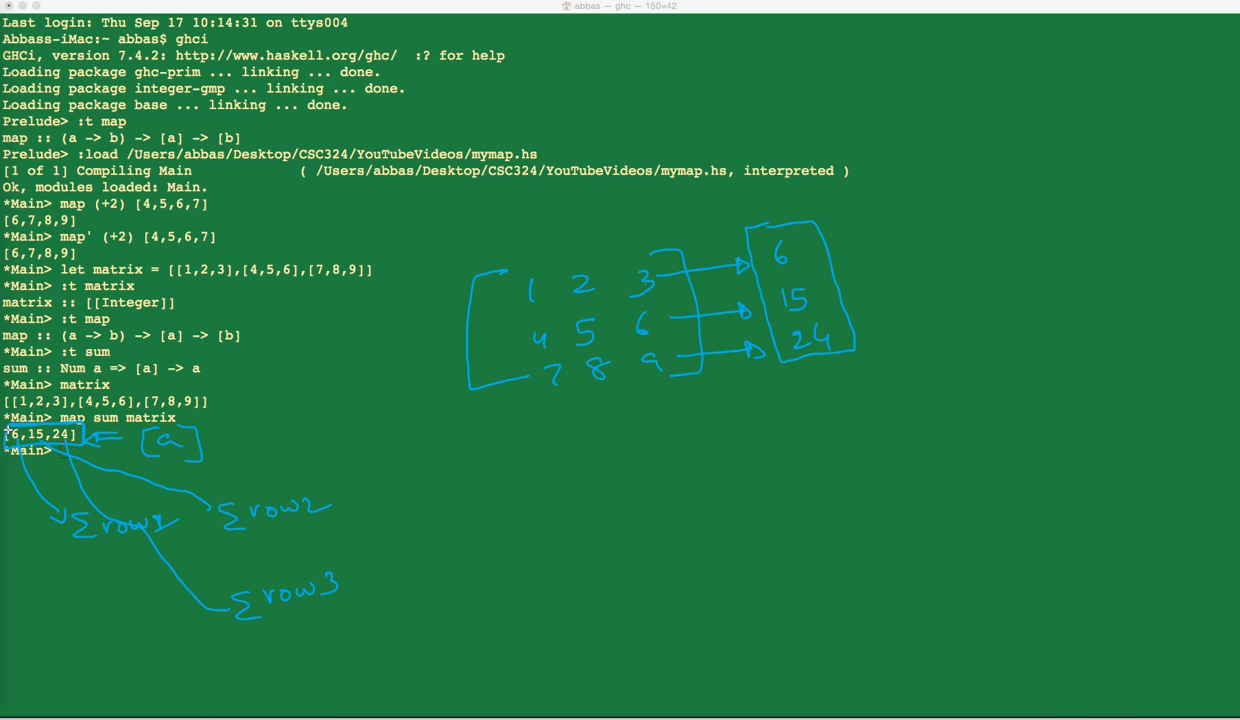 abbas — ghc — 150×42
Last login: Thu Sep 17 10:14:31 on ttys004
Abbass-iMac:~ abbas$ ghci
GHCi, version 7.4.2: http://www.haskell.org/ghc/  :? for help
Loading package ghc-prim ... linking ... done.
Loading package integer-gmp ... linking ... done.
Loading package base ... linking ... done.
Prelude> :t map
map :: (a -> b) -> [a] -> [b]
Prelude> :load /Users/abbas/Desktop/CSC324/YouTubeVideos/mymap.hs
[1 of 1] Compiling Main             ( /Users/abbas/Desktop/CSC324/YouTubeVideos/mymap.hs, interpreted )
Ok, modules loaded: Main.
*Main> map (+2) [4,5,6,7]
[6,7,8,9]
*Main> map' (+2) [4,5,6,7]
[6,7,8,9]
*Main> let matrix = [[1,2,3],[4,5,6],[7,8,9]]
*Main> :t matrix
matrix :: [[Integer]]
*Main> :t map
map :: (a -> b) -> [a] -> [b]
*Main> :t sum
sum :: Num a => [a] -> a
*Main> matrix
[[1,2,3],[4,5,6],[7,8,9]]
*Main> map sum matrix
[6,15,24]
*Main>
[a]
Σ row1
Σ row2
Σ row3
1 2 3
4 5 6
7 8 9
6
15
24